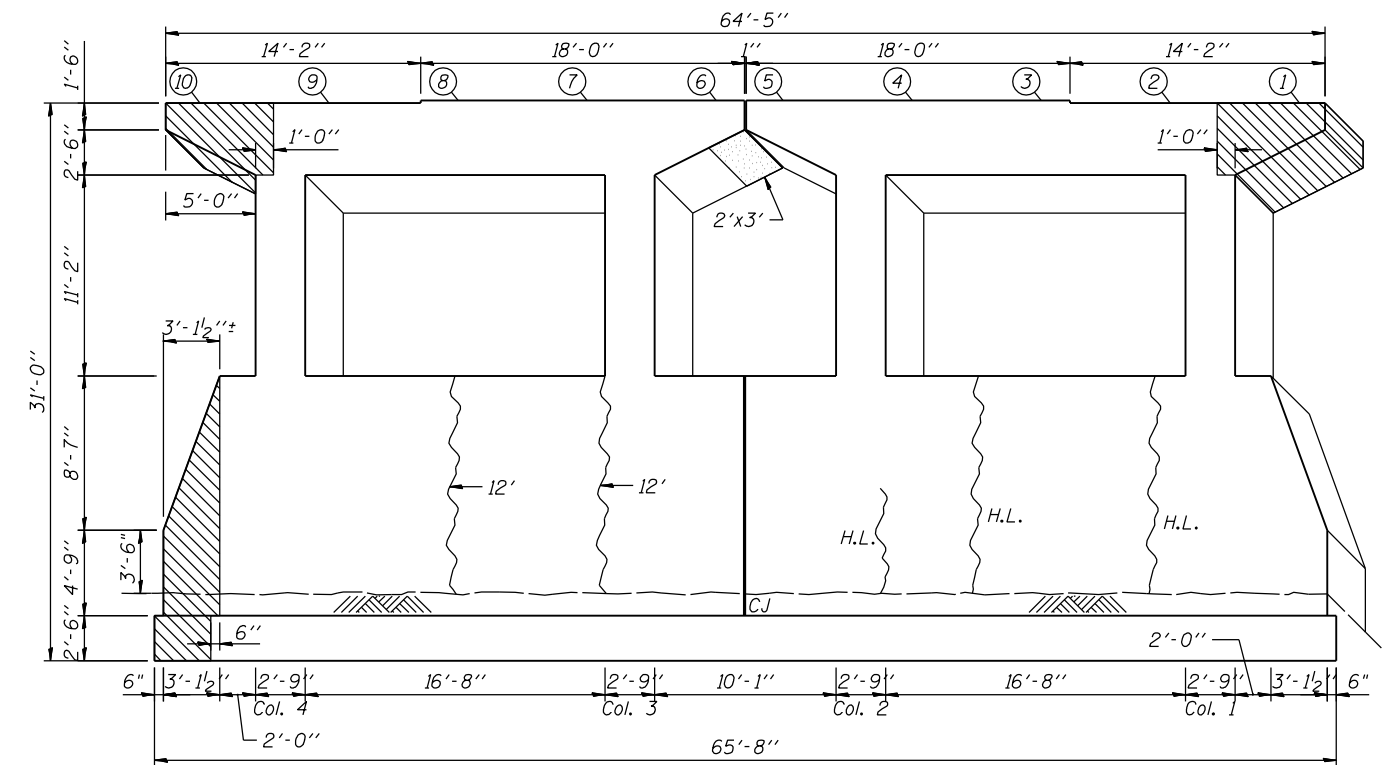 64'-5"
14'-2" 18'-0" 1" 18'-0" 14'-2"
10 9 8 7 6 5 4 3 2 1
1'-6"
2'-6"
1'-0" 1'-0"
5'-0"
2'x3'
11'-2"
31'-0"
3'-1½"±
8'-7"
12' 12' H.L. H.L. H.L.
3'-6"
4'-9"
CJ
2'-6"
6" 2'-0"
6" 3'-1½" 2'-9" 16'-8" 2'-9" 10'-1" 2'-9" 16'-8" 2'-9" 3'-1½" 6"
Col. 4 Col. 3 Col. 2 Col. 1
2'-0"
65'-8"